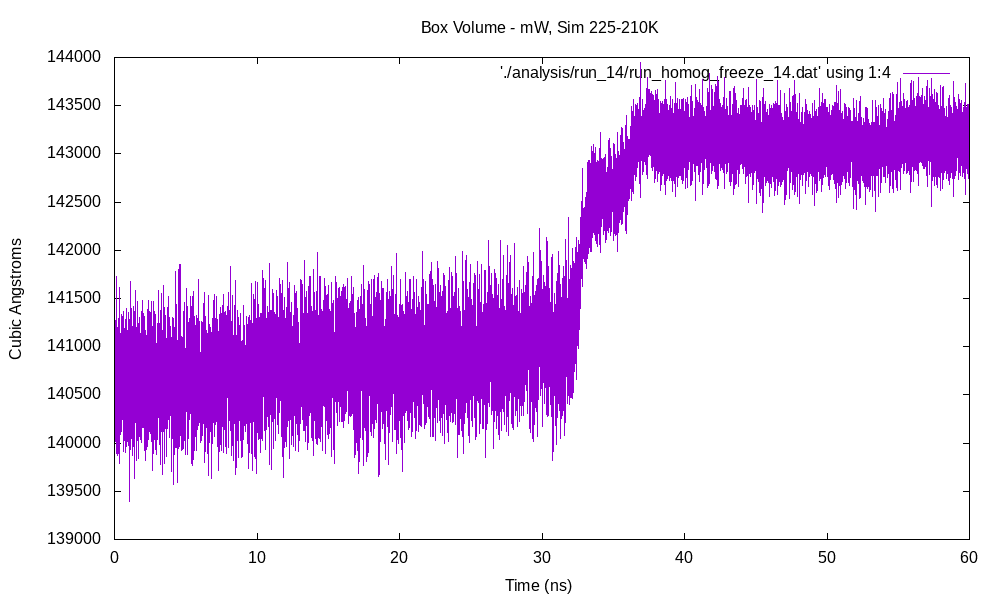 Box Volume - mW, Sim 225-210K
'./analysis/run_14/run_homog_freeze_14.dat' using 1:4
144000
143500
143000
142500
142000
141500
141000
140500
140000
139500
139000
Cubic Angstroms
0 10 20 30 40 50 60
Time (ns)